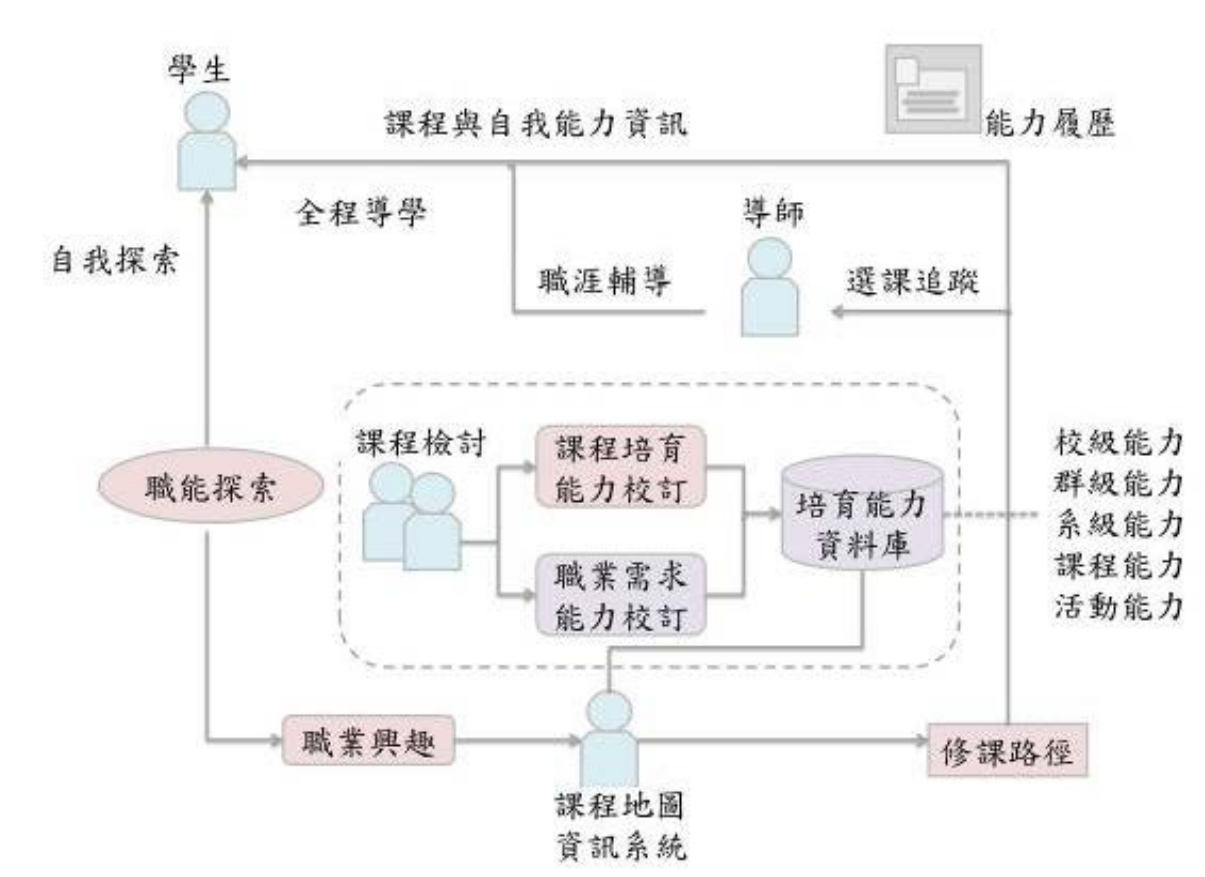 學生
課程與自我能力資訊
能力履歷
全程導學
導師
自我探索
職涯輔導
選課追蹤
課程檢討
課程培育
能力校訂
職能探索
培育能力
資料庫
職業需求
能力校訂
校級能力
群級能力
系級能力
課程能力
活動能力
職業興趣
修課路徑
課程地圖
資訊系統